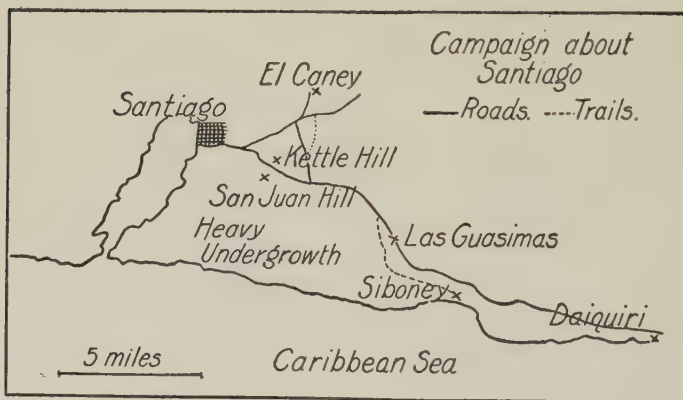 Campaign about
Santiago
Roads. Trails.
El Caney
Santiago
Kettle Hill
San Juan Hill
Heavy
Undergrowth
Las Guasimas
Siboney
Daiquiri
5 miles
Caribbean Sea